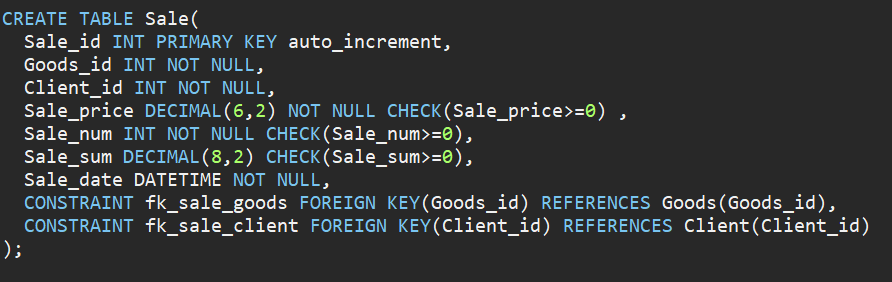 CREATE TABLE Sale(
  Sale_id INT PRIMARY KEY auto_increment,
  Goods_id INT NOT NULL,
  Client_id INT NOT NULL,
  Sale_price DECIMAL(6,2) NOT NULL CHECK(Sale_price>=0) ,
  Sale_num INT NOT NULL CHECK(Sale_num>=0),
  Sale_sum DECIMAL(8,2) CHECK(Sale_sum>=0),
  Sale_date DATETIME NOT NULL,
  CONSTRAINT fk_sale_goods FOREIGN KEY(Goods_id) REFERENCES Goods(Goods_id),
  CONSTRAINT fk_sale_client FOREIGN KEY(Client_id) REFERENCES Client(Client_id)
);